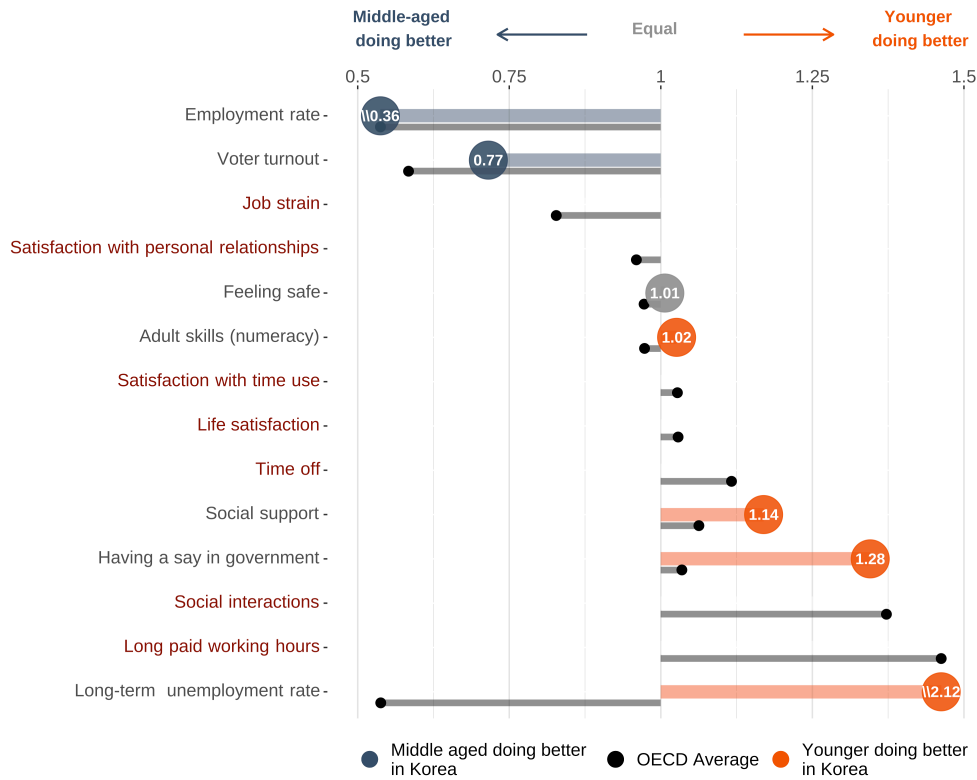 Middle-aged
doing better
Equal
Younger
doing better
0.5
0.75
1
1.25
1.5
Employment rate
\\0.36
Voter turnout
0.77
Job strain
Satisfaction with personal relationships
Feeling safe
1.01
Adult skills (numeracy)
1.02
Satisfaction with time use
Life satisfaction
Time off
Social support
1.14
Having a say in government
1.28
Social interactions
Long paid working hours
Long-term  unemployment rate
\\2.12
Middle aged doing better
in Korea
OECD Average
Younger doing better
in Korea